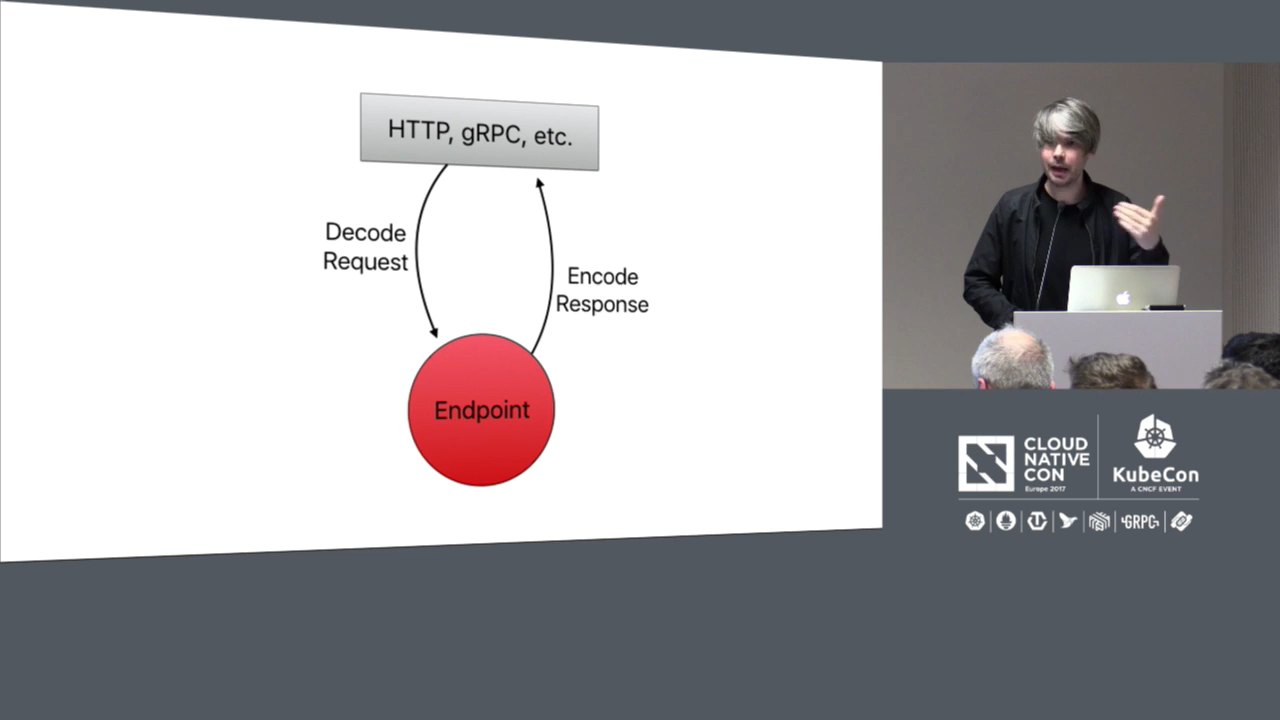 HTTP, gRPC, etc.
Decode
Request
Encode
Response
Endpoint
CLOUD
NATIVE
CON
Europe 2017
KubeCon
A CNCF EVENT
GRPC